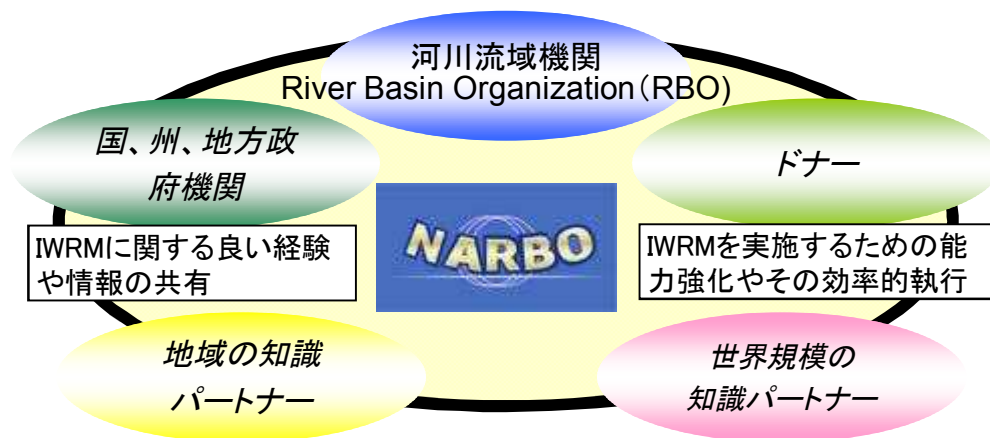 河川流域機関
River Basin Organization（RBO)
国、州、地方政
府機関
ドナー
NARBO
IWRMに関する良い経験
や情報の共有
IWRMを実施するための能
力強化やその効率的執行
地域の知識
パートナー
世界規模の
知識パートナー